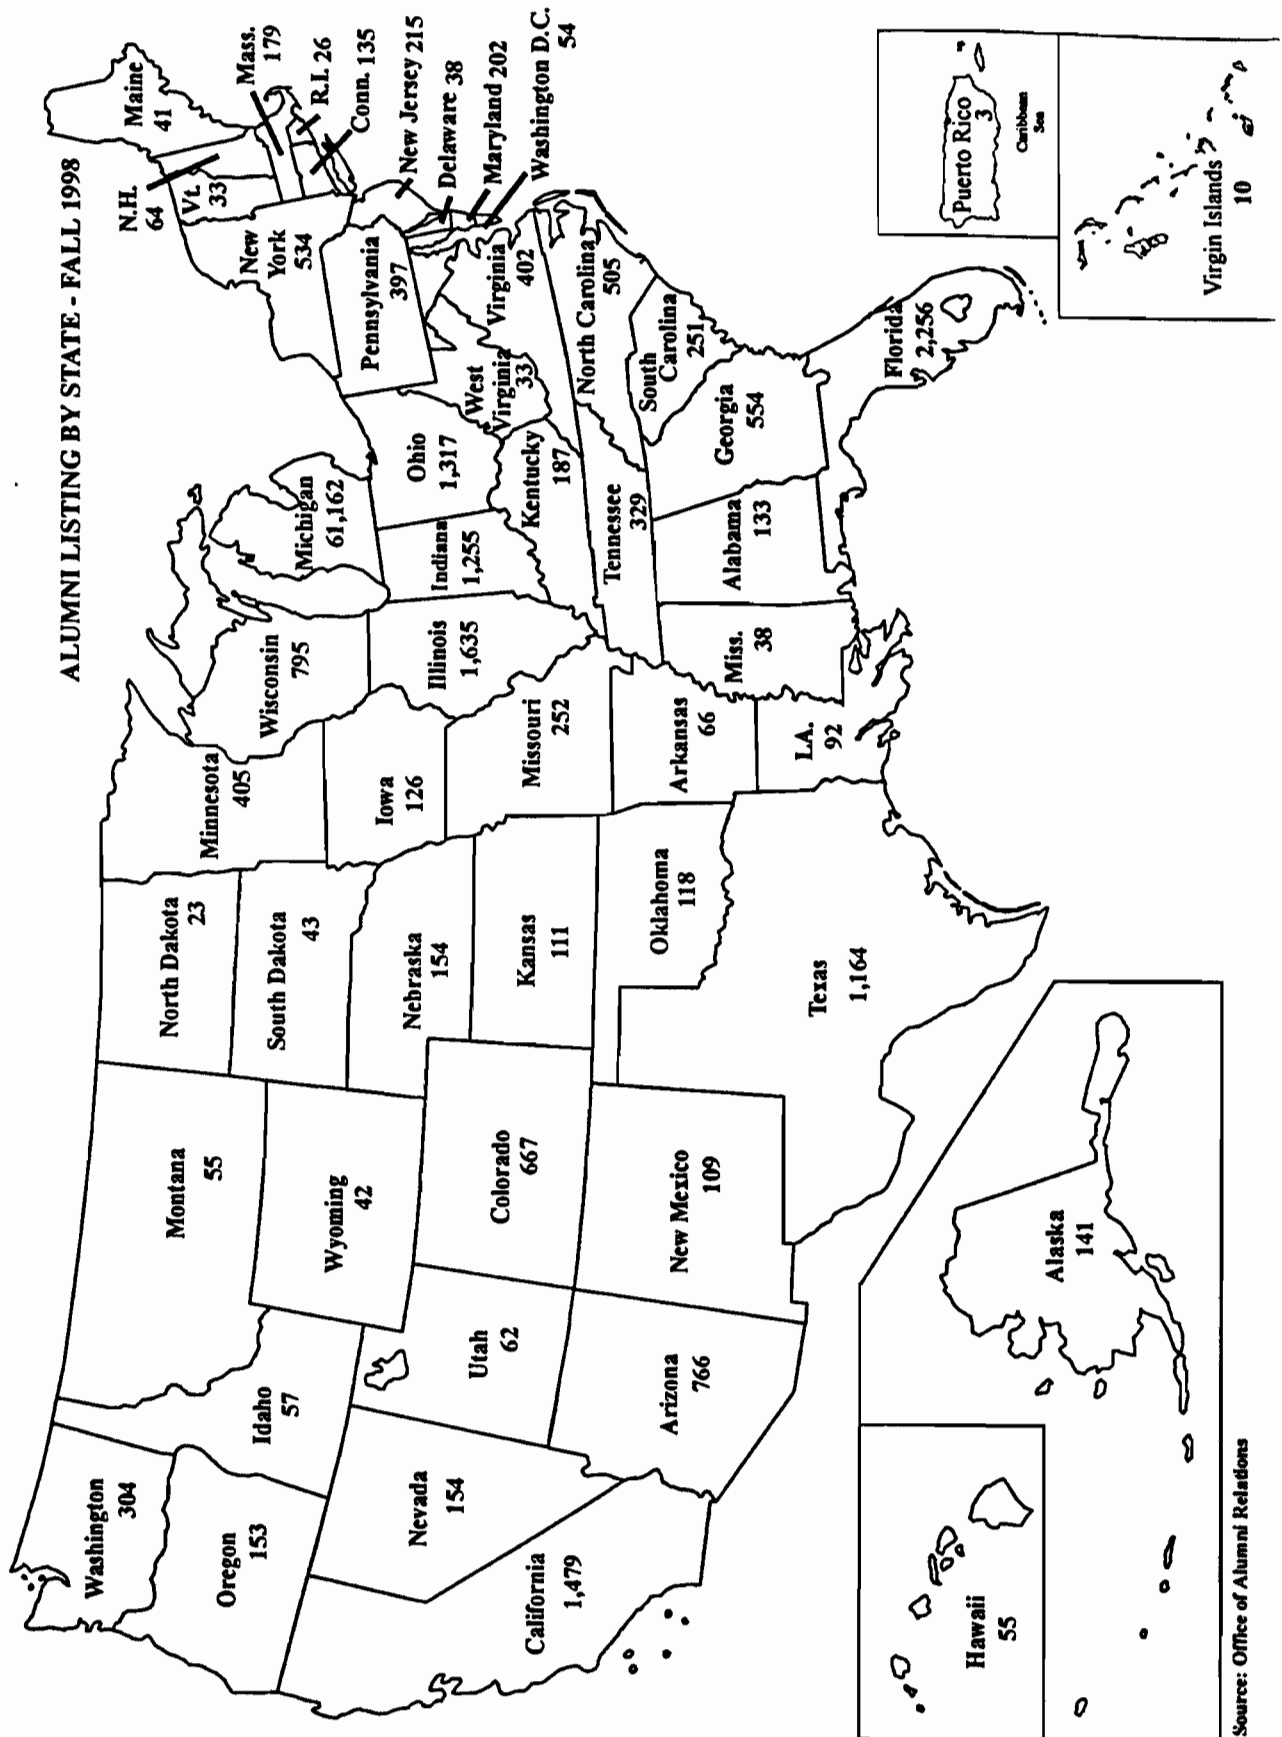 ALUMNI LISTING BY STATE - FALL 1998
Washington
304
Oregon
153
California
1,479
Nevada
154
Idaho
57
Montana
55
Wyoming
42
Utah
62
Arizona
766
Colorado
667
New Mexico
109
North Dakota
23
South Dakota
43
Nebraska
154
Kansas
111
Oklahoma
118
Texas
1,164
Minnesota
405
Iowa
126
Missouri
252
Arkansas
66
LA.
92
Wisconsin
795
Illinois
1,635
Miss.
38
Michigan
61,162
Indiana
1,255
Ohio
1,317
Kentucky
187
Tennessee
329
Alabama
133
Georgia
554
Florida
2,256
South
Carolina
251
North Carolina
505
West
Virginia
33
Virginia
402
Pennsylvania
397
New
York
534
N.H.
64
Vt.
33
Maine
41
Mass.
179
R.I. 26
Conn. 135
New Jersey 215
Delaware 38
Maryland 202
Washington D.C.
54
Hawaii
55
Alaska
141
Puerto Rico
3
Caribbean
Sea
Virgin Islands
10
Source: Office of Alumni Relations